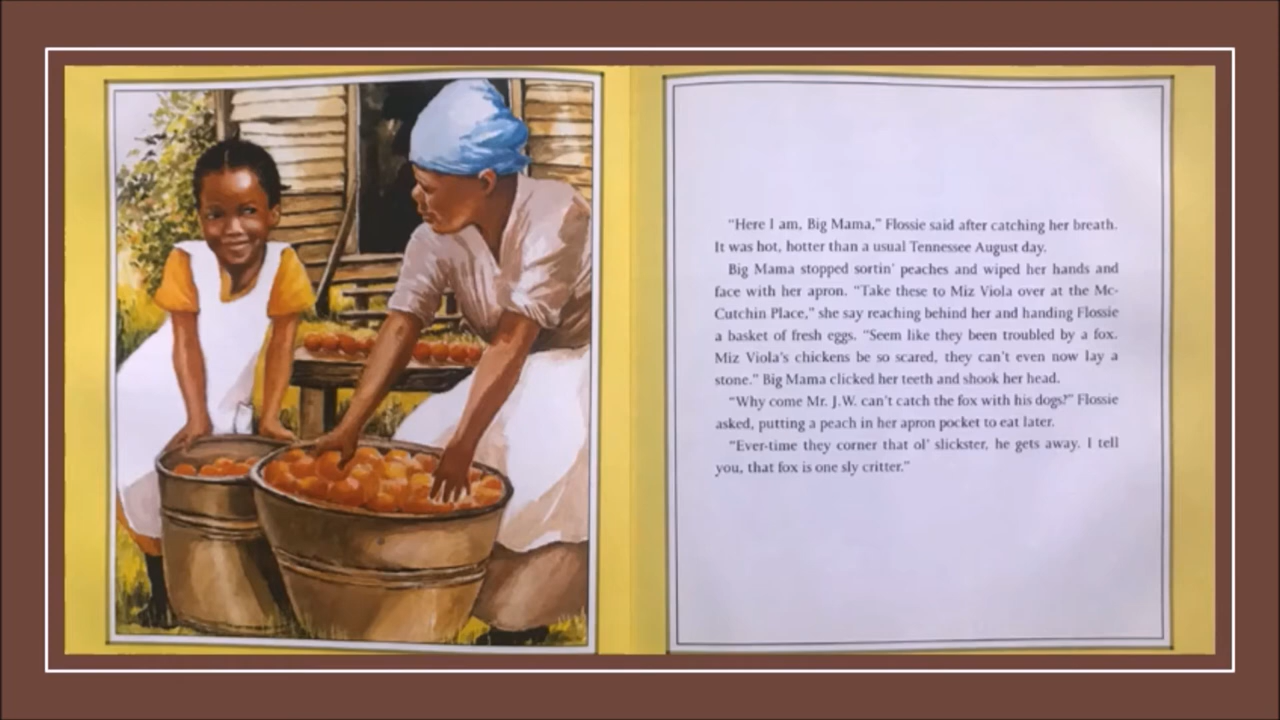 “Here I am, Big Mama,” Flossie said after catching her breath.
It was hot, hotter than a usual Tennessee August day.
Big Mama stopped sortin’ peaches and wiped her hands and
face with her apron. “Take these to Miz Viola over at the Mc-
Cutchin Place,” she say reaching behind her and handing Flossie
a basket of fresh eggs. “Seem like they been troubled by a fox.
Miz Viola’s chickens be so scared, they can’t even now lay a
stone.” Big Mama clicked her teeth and shook her head.
“Why come Mr. J.W. can’t catch the fox with his dogs?” Flossie
asked, putting a peach in her apron pocket to eat later.
“Ever-time they corner that ol’ slickster, he gets away. I tell
you, that fox is one sly critter.”